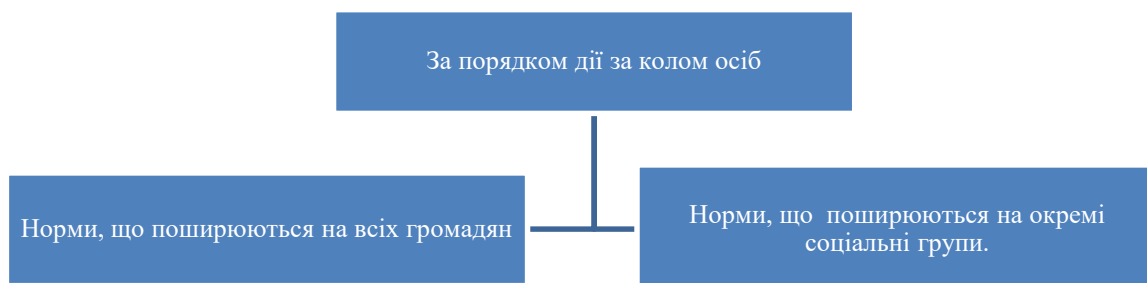 За порядком дії за колом осіб
Норми, що поширюються на всіх громадян
Норми, що  поширюються на окремі
соціальні групи.